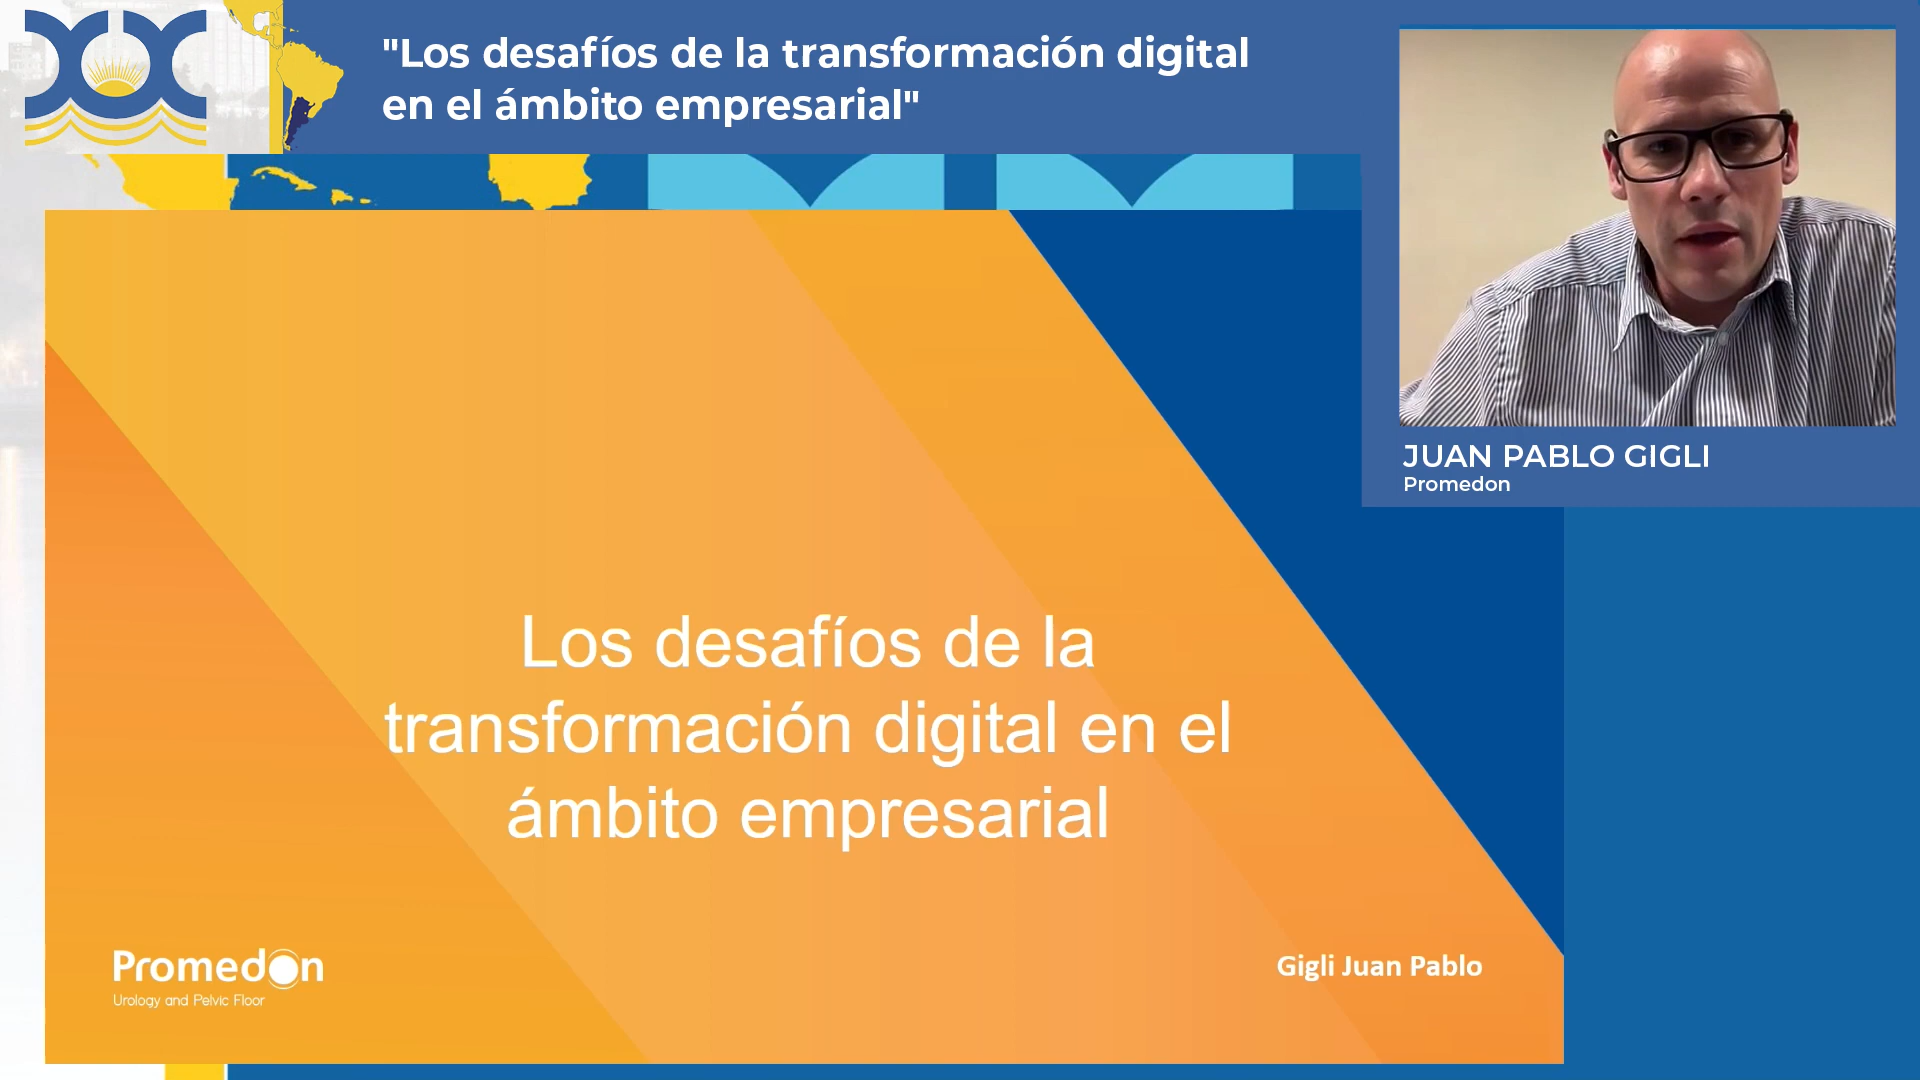 "Los desafíos de la transformación digital
en el ámbito empresarial"
JUAN PABLO GIGLI
Promedon
Los desafíos de la
transformación digital en el
ámbito empresarial
Promedon
Urology and Pelvic Floor
Gigli Juan Pablo